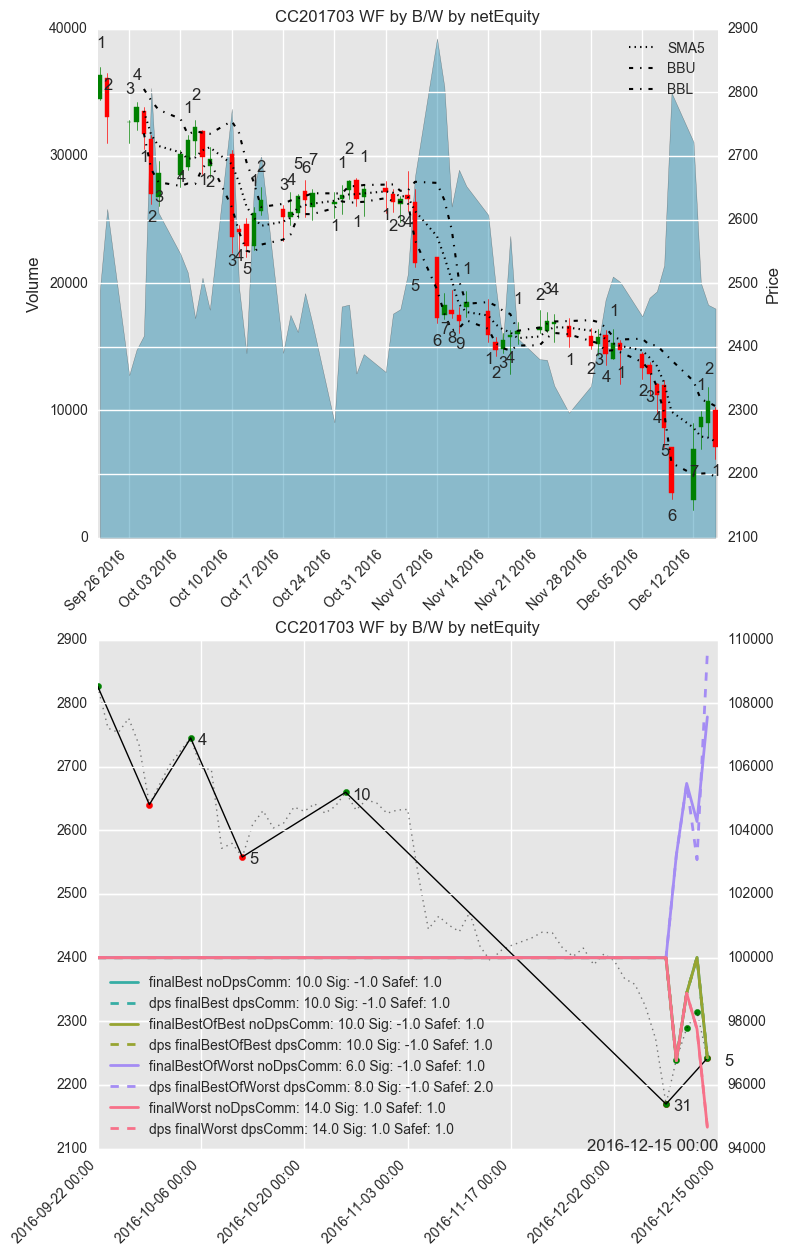 CC201703 WF by B/W by netEquity
40000
30000
20000
10000
0
Volume
2900
2800
2700
2600
2500
2400
2300
2200
2100
Price
SMA5
BBU
BBL
Sep 26 2016
Oct 03 2016
Oct 10 2016
Oct 17 2016
Oct 24 2016
Oct 31 2016
Nov 07 2016
Nov 14 2016
Nov 21 2016
Nov 28 2016
Dec 05 2016
Dec 12 2016
CC201703 WF by B/W by netEquity
2900
2800
2700
2600
2500
2400
2300
2200
2100
110000
108000
106000
104000
102000
100000
98000
96000
94000
4
5
10
31
5
finalBest noDpsComm: 10.0 Sig: -1.0 Safef: 1.0
dps finalBest dpsComm: 10.0 Sig: -1.0 Safef: 1.0
finalBestOfBest noDpsComm: 10.0 Sig: -1.0 Safef: 1.0
dps finalBestOfBest dpsComm: 10.0 Sig: -1.0 Safef: 1.0
finalBestOfWorst noDpsComm: 6.0 Sig: -1.0 Safef: 1.0
dps finalBestOfWorst dpsComm: 8.0 Sig: -1.0 Safef: 2.0
finalWorst noDpsComm: 14.0 Sig: 1.0 Safef: 1.0
dps finalWorst dpsComm: 14.0 Sig: 1.0 Safef: 1.0
2016-12-15 00:00
2016-09-22 00:00
2016-10-06 00:00
2016-10-20 00:00
2016-11-03 00:00
2016-11-17 00:00
2016-12-02 00:00
2016-12-15 00:00